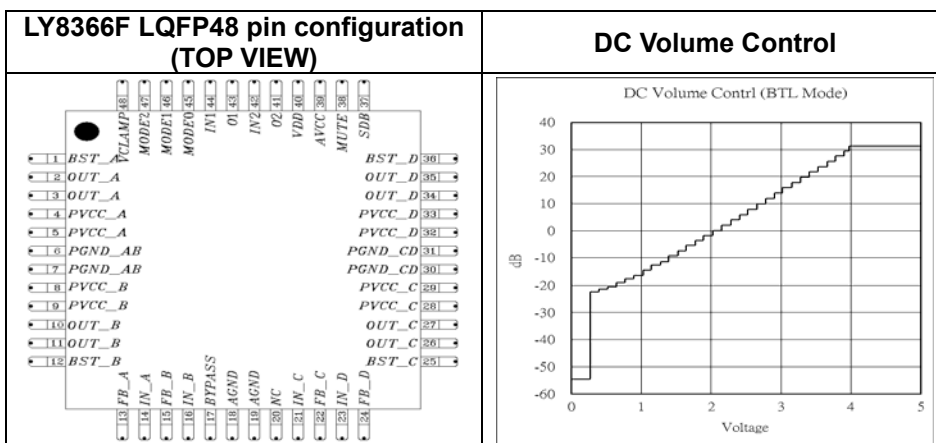 LY8366F LQFP48 pin configuration
(TOP VIEW)
DC Volume Control
VCLAMP 48
MODE2 47
MODE1 46
MODE0 45
IN1 44
O1 43
IN2 42
O2 41
VDD 40
AVCC 39
MUTE 38
SDB 37
1 BST_A
2 OUT_A
3 OUT_A
4 PVCC_A
5 PVCC_A
6 PGND_AB
7 PGND_AB
8 PVCC_B
9 PVCC_B
10 OUT_B
11 OUT_B
12 BST_B
BST_D 36
OUT_D 35
OUT_D 34
PVCC_D 33
PVCC_D 32
PGND_CD 31
PGND_CD 30
PVCC_C 29
PVCC_C 28
OUT_C 27
OUT_C 26
BST_C 25
13 FB_A
14 IN_A
15 FB_B
16 IN_B
17 BYPASS
18 AGND
19 AGND
20 NC
21 IN_C
22 FB_C
23 IN_D
24 FB_D
DC Volume Contrl (BTL Mode)
40
30
20
10
0
-10
-20
-30
-40
-50
-60
dB
0 1 2 3 4 5
Voltage